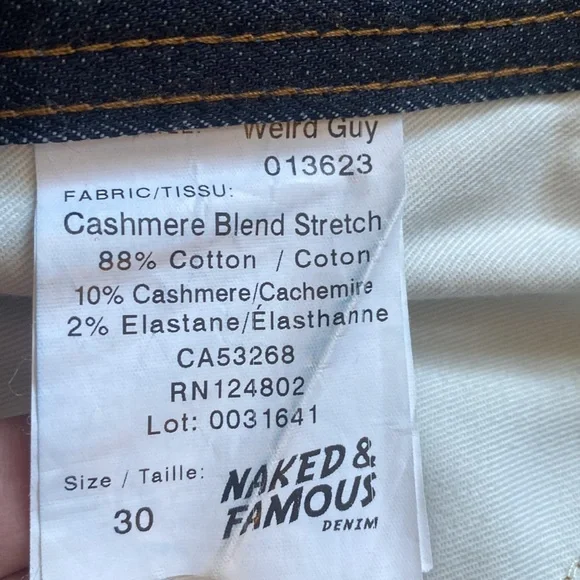 Weird Guy
013623
FABRIC/TISSU:
Cashmere Blend Stretch
88% Cotton / Coton
10% Cashmere/Cachemire
2% Elastane/Élasthanne
CA53268
RN124802
Lot: 0031641
Size / Taille:
30
NAKED &
FAMOUS
DENIM